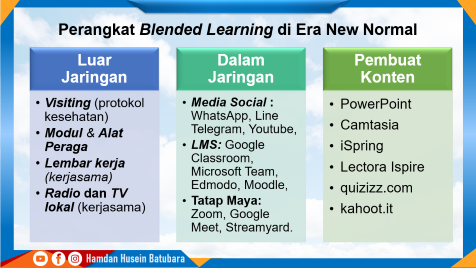 Perangkat Blended Learning di Era New Normal
Luar
Jaringan
• Visiting (protokol
kesehatan)
• Modul & Alat
Peraga
• Lembar kerja
(kerjasama)
• Radio dan TV
lokal (kerjasama)
Dalam
Jaringan
• Media Social :
WhatsApp, Line
Telegram, Youtube,
• LMS: Google
Classroom,
Microsoft Team,
Edmodo, Moodle,
• Tatap Maya:
Zoom, Google
Meet, Streamyard.
Pembuat
Konten
• PowerPoint
• Camtasia
• iSpring
• Lectora Ispire
• quizizz.com
• kahoot.it
Hamdan Husein Batubara